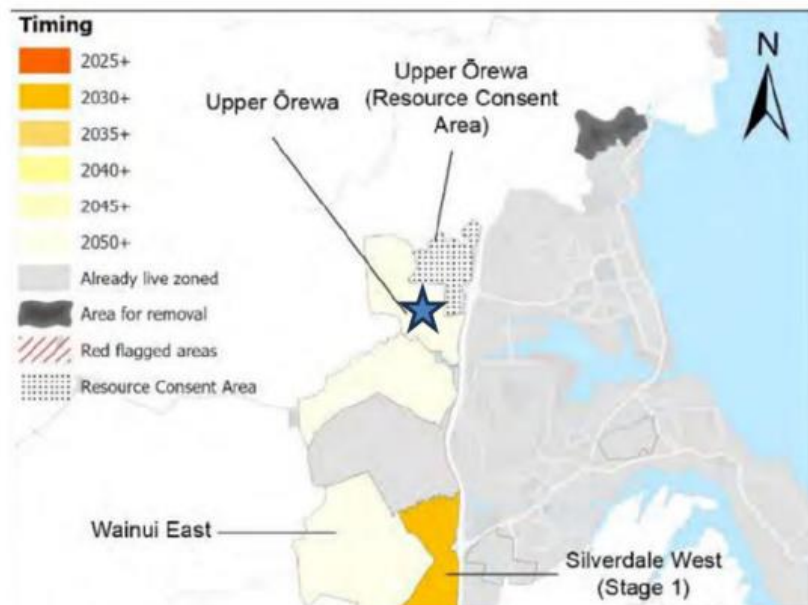 Timing
2025+
2030+
2035+
2040+
2045+
2050+
Already live zoned
Area for removal
Red flagged areas
Resource Consent Area
Upper Ōrewa
Upper Ōrewa
(Resource Consent
Area)
N
Wainui East
Silverdale West
(Stage 1)